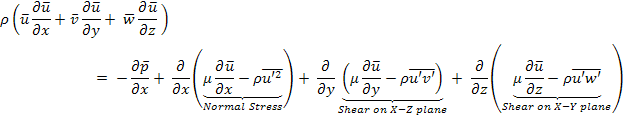 ρ ( ū ∂ū/∂x + v̄ ∂ū/∂y + w̄ ∂ū/∂z )
= − ∂p̄/∂x + ∂/∂x ( μ ∂ū/∂x − ρ\overline{u'²} ) + ∂/∂y ( μ ∂ū/∂y − ρ\overline{u'v'} ) + ∂/∂z ( μ ∂ū/∂z − ρ\overline{u'w'} )
Normal Stress Shear on X−Z plane Shear on X−Y plane